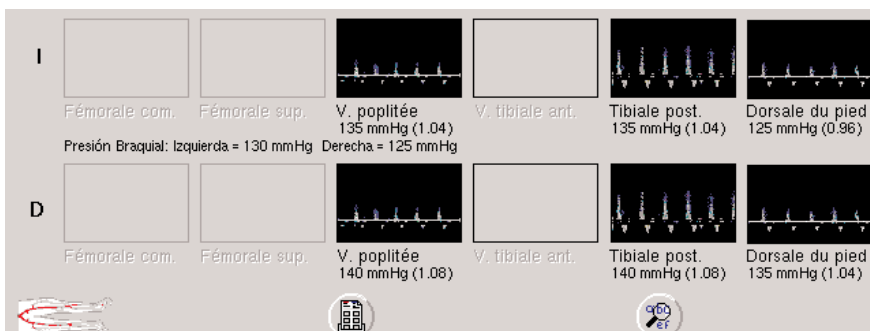 I
Fémorale com. Fémorale sup. V. poplitée V. tibiale ant. Tibiale post. Dorsale du pied
135 mmHg (1.04) 135 mmHg (1.04) 125 mmHg (0.96)
Presión Braquial: Izquierda = 130 mmHg Derecha = 125 mmHg
D
Fémorale com. Fémorale sup. V. poplitée V. tibiale ant. Tibiale post. Dorsale du pied
140 mmHg (1.08) 140 mmHg (1.08) 135 mmHg (1.04)